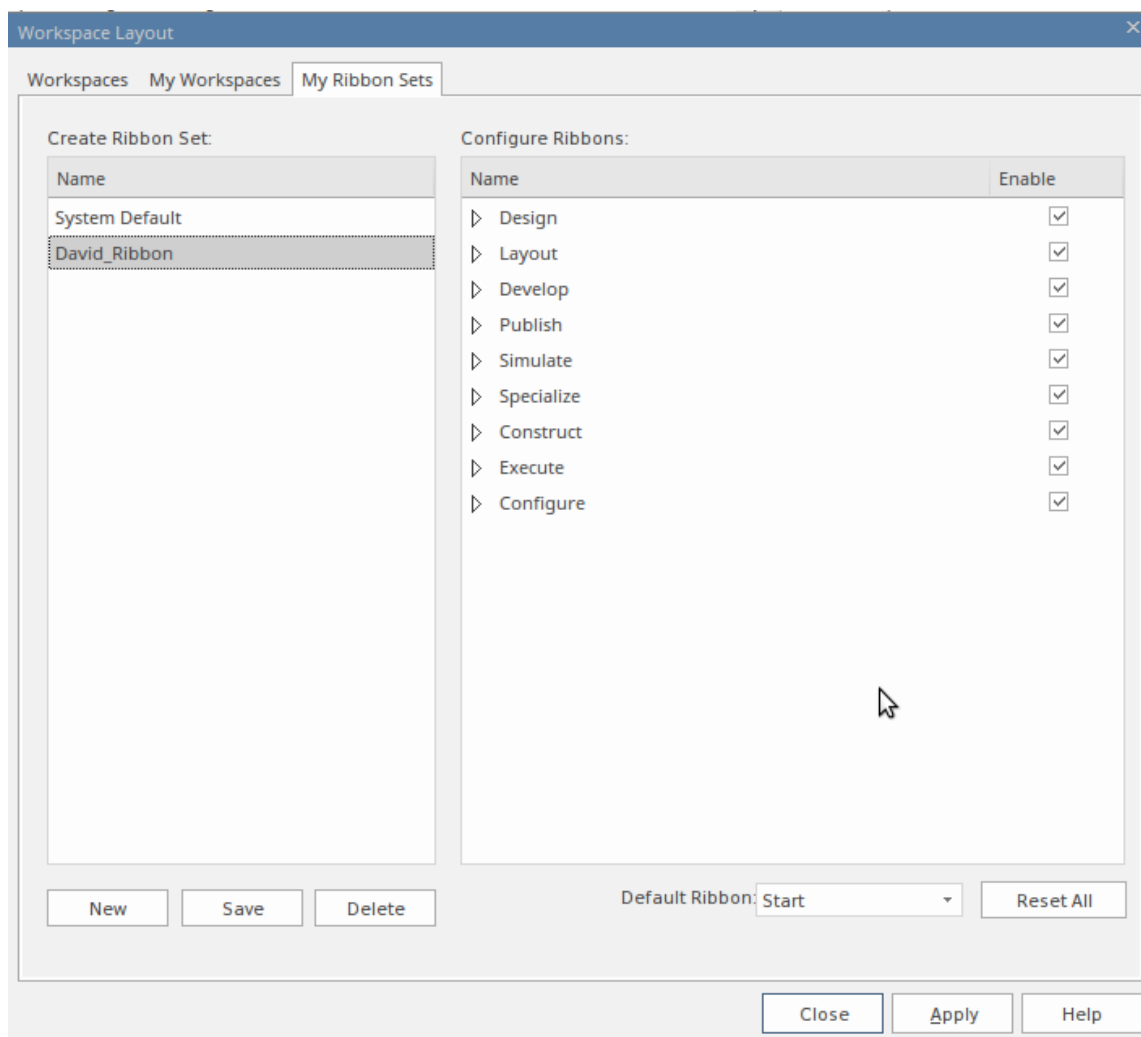 Workspace Layout
Workspaces My Workspaces My Ribbon Sets
Create Ribbon Set:
Name
System Default
David_Ribbon
New Save Delete
Configure Ribbons:
Name Enable
Design
Layout
Develop
Publish
Simulate
Specialize
Construct
Execute
Configure
Default Ribbon: Start Reset All
Close Apply Help